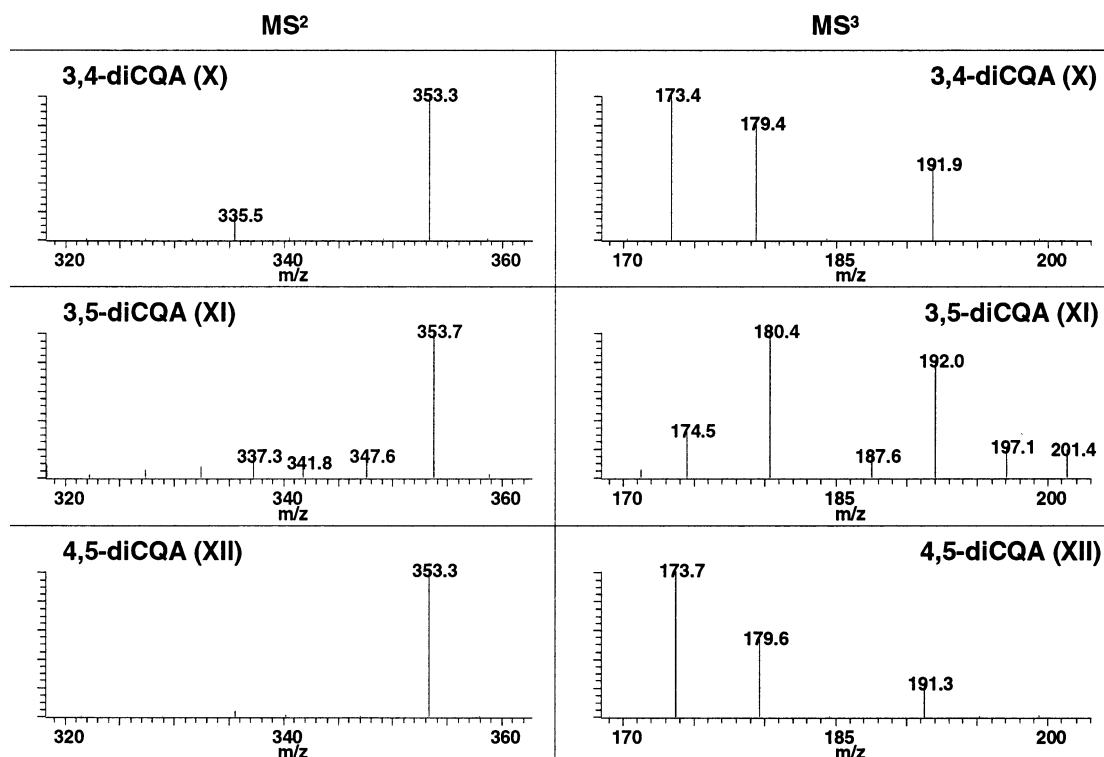 MS² MS³
3,4-diCQA (X)
353.3
335.5
320 340 360
m/z
3,4-diCQA (X)
173.4
179.4
191.9
170 185 200
m/z
3,5-diCQA (XI)
353.7
337.3 341.8 347.6
320 340 360
m/z
3,5-diCQA (XI)
180.4
192.0
174.5
187.6 197.1 201.4
170 185 200
m/z
4,5-diCQA (XII)
353.3
320 340 360
m/z
4,5-diCQA (XII)
173.7
179.6
191.3
170 185 200
m/z